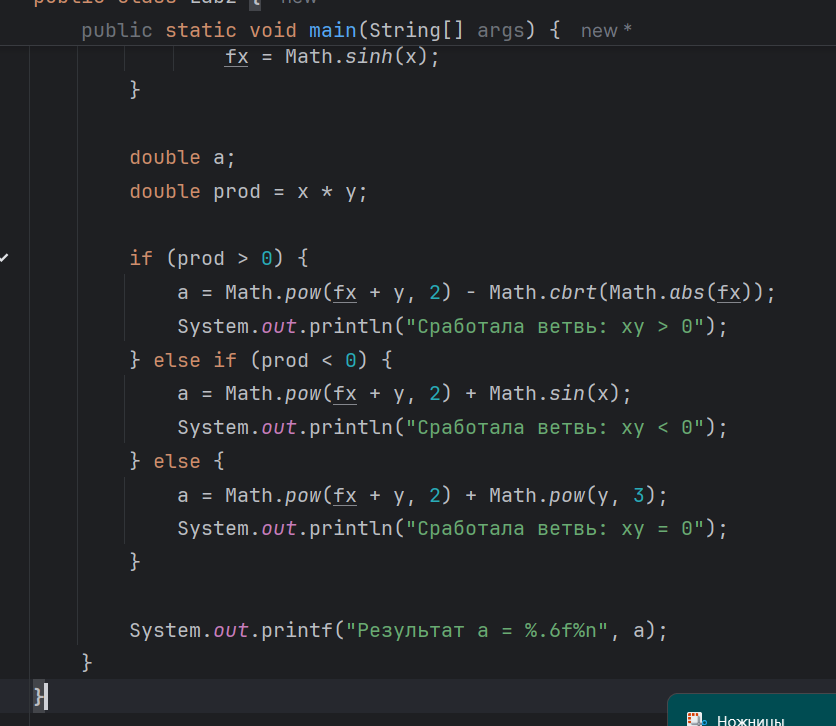 public static void main(String[] args) { new *
fx = Math.sinh(x);
}
double a;
double prod = x * y;
if (prod > 0) {
a = Math.pow(fx + y, 2) - Math.cbrt(Math.abs(fx));
System.out.println("Сработала ветвь: xy > 0");
} else if (prod < 0) {
a = Math.pow(fx + y, 2) + Math.sin(x);
System.out.println("Сработала ветвь: xy < 0");
} else {
a = Math.pow(fx + y, 2) + Math.pow(y, 3);
System.out.println("Сработала ветвь: xy = 0");
}
System.out.printf("Результат a = %.6f%n", a);
}
}
Ножницы